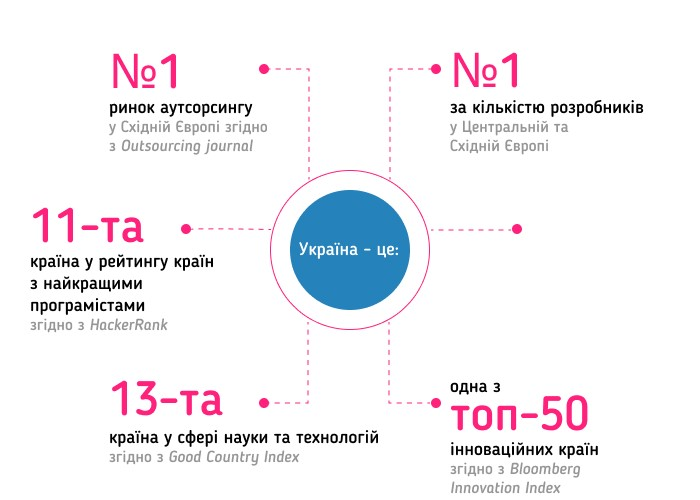 №1
ринок аутсорсингу
у Східній Європі згідно
з Outsourcing journal
№1
за кількістю розробників
у Центральній та
Східній Європі
11-та
країна у рейтингу країн
з найкращими
програмістами
згідно з HackerRank
Україна - це:
13-та
країна у сфері науки та технологій
згідно з Good Country Index
одна з
топ-50
інноваційних країн
згідно з Bloomberg
Innovation Index